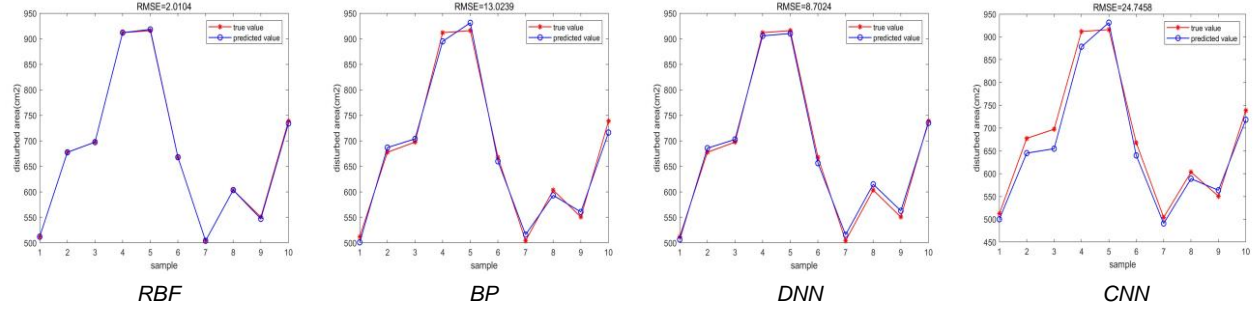 RMSE=2.0104
true value
predicted value
disturbed area(cm2)
950
900
850
800
750
700
650
600
550
500
1 2 3 4 5 6 7 8 9 10
sample
RBF
RMSE=13.0239
true value
predicted value
disturbed area(cm2)
950
900
850
800
750
700
650
600
550
500
1 2 3 4 5 6 7 8 9 10
sample
BP
RMSE=8.7024
true value
predicted value
disturbed area(cm2)
950
900
850
800
750
700
650
600
550
500
1 2 3 4 5 6 7 8 9 10
sample
DNN
RMSE=24.7458
true value
predicted value
disturbed area(cm2)
950
900
850
800
750
700
650
600
550
500
450
1 2 3 4 5 6 7 8 9 10
sample
CNN